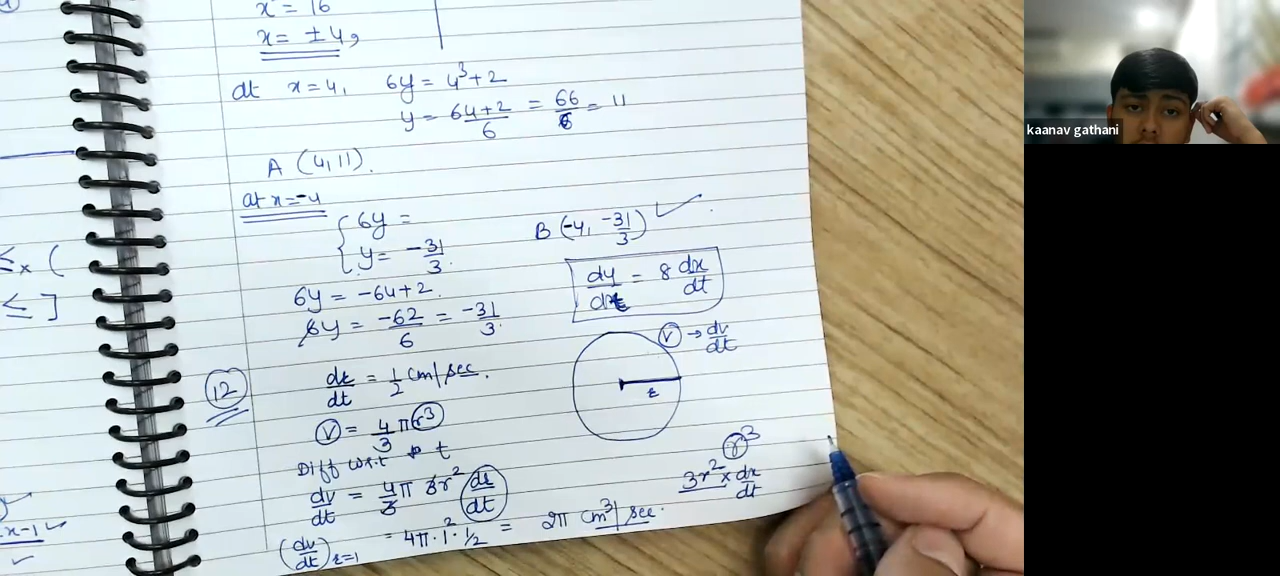 x² = 16
x = ± 4,
at x = 4, 6y = 4³ + 2
y = 64+2/6 = 66/6 = 11
A (4, 11).
at x = -4
6y =
y = -31/3.
B (-4, -31/3) ✓
6y = -64+2.
6y = -62/6 = -31/3.
dy/dt = 8 dx/dt
≤x (
≤ ]
12
dr/dt = 1/2 cm/sec.
V → dv/dt
r
V = 4/3 πr³
Diff w.r.t t
dv/dt = 4/3 π 3r² dr/dt
(dv/dt) r=1 = 4π·1²·1/2 = 2π cm³/sec.
r³
3r² × dr/dt
x-1 ✓
✓
kaanav gathani